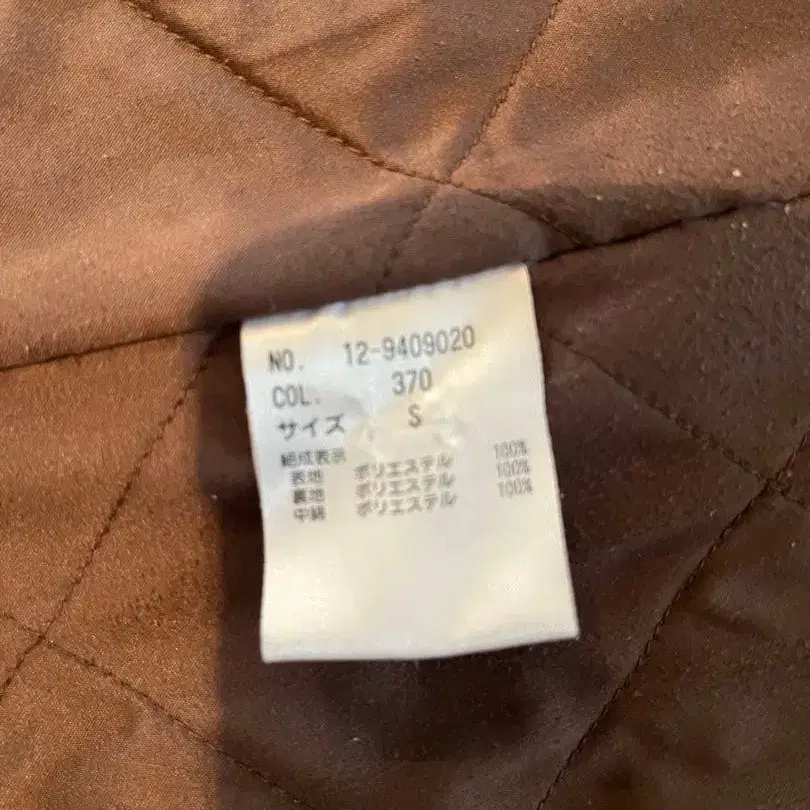 NO. 12-9409020
COL. 370
サイズ S
組成表示
表地 ポリエステル 100%
裏地 ポリエステル 100%
中綿 ポリエステル 100%